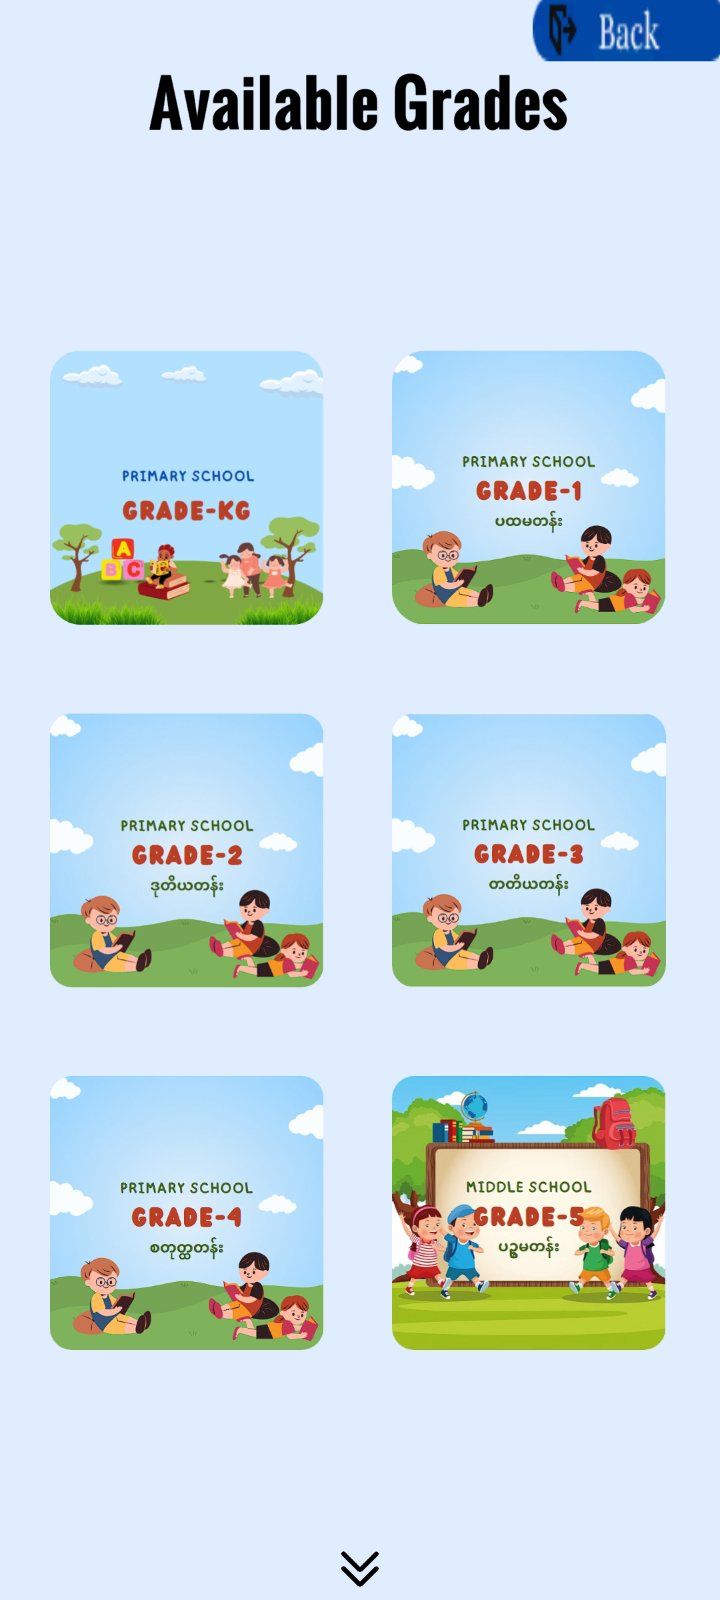 Back
Available Grades
PRIMARY SCHOOL
GRADE-KG
A
B C
PRIMARY SCHOOL
GRADE-1
ပထမတန်း
PRIMARY SCHOOL
GRADE-2
ဒုတိယတန်း
PRIMARY SCHOOL
GRADE-3
တတိယတန်း
PRIMARY SCHOOL
GRADE-4
စတုတ္ထတန်း
MIDDLE SCHOOL
GRADE-5
ပဥ္စမတန်း